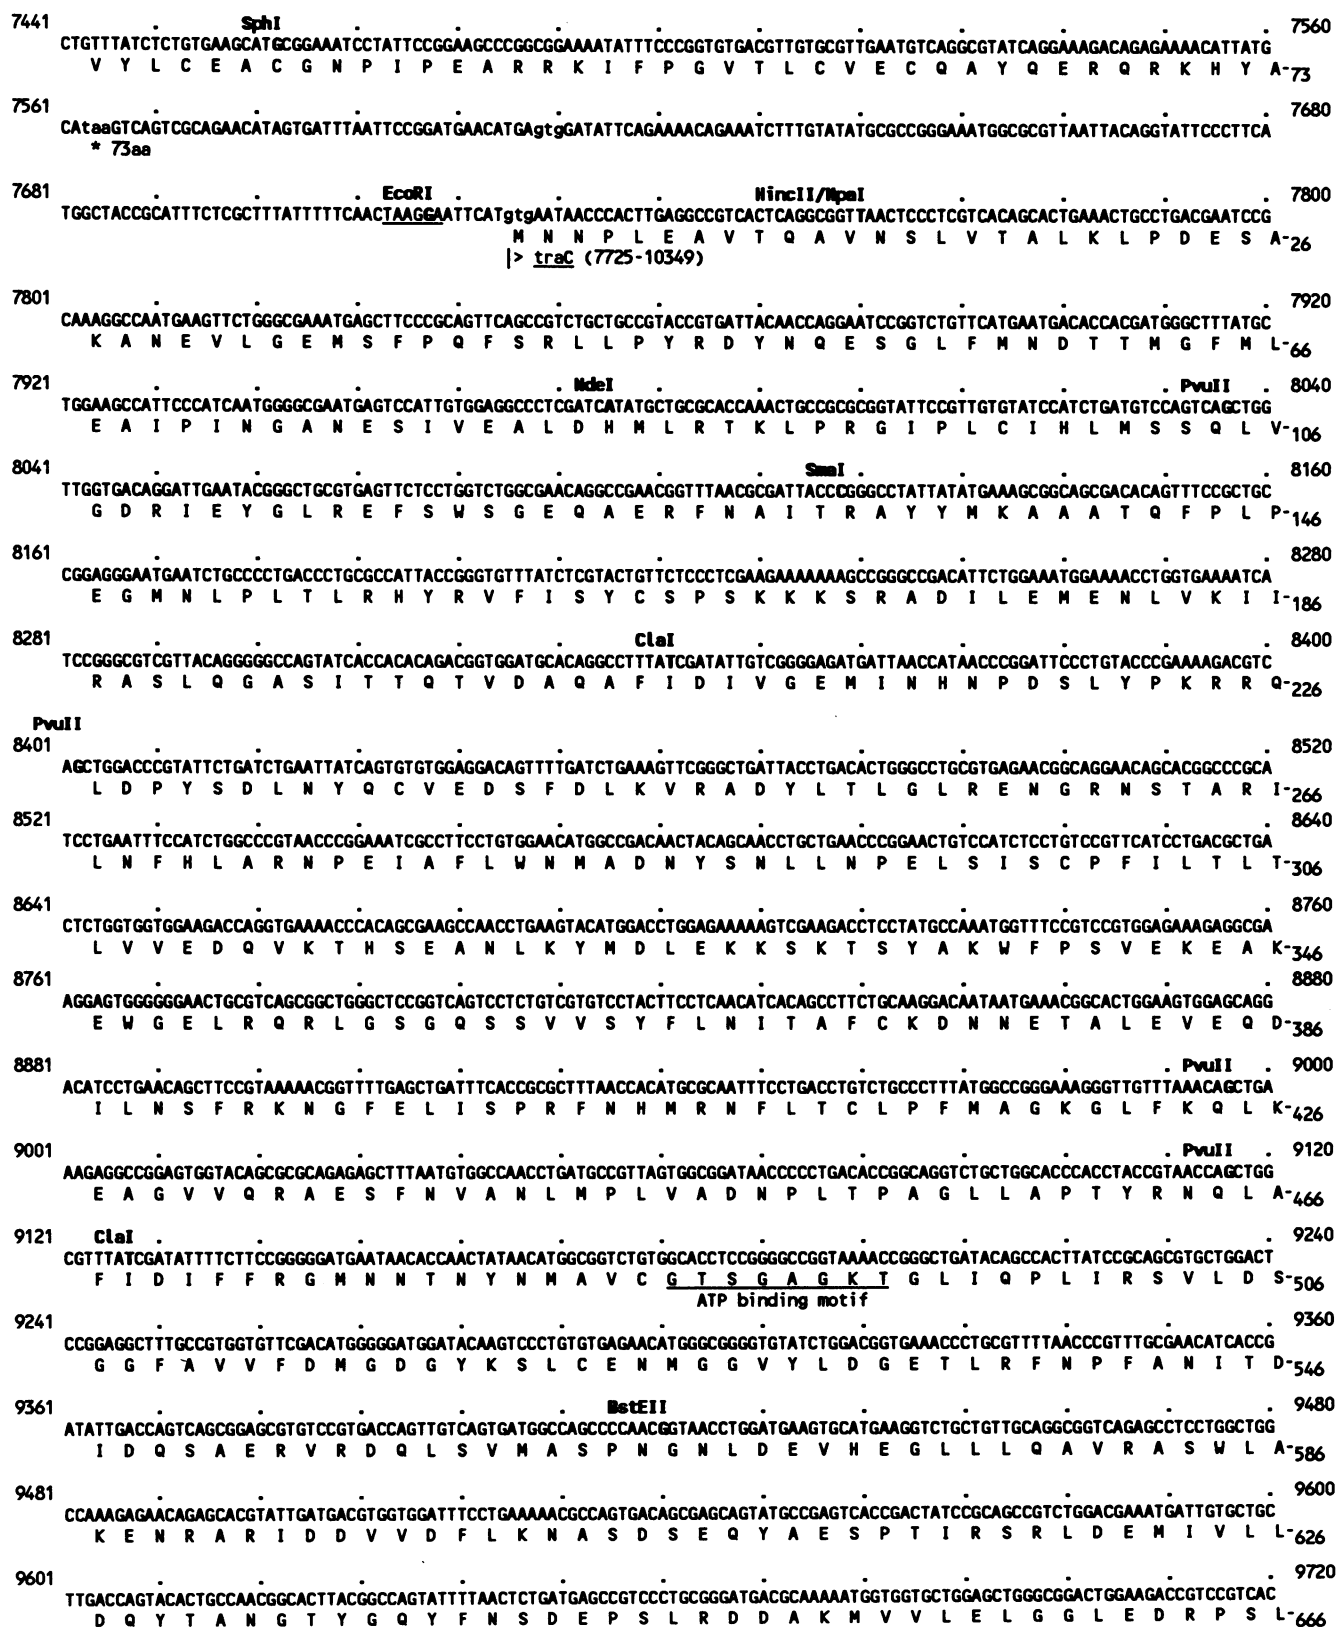 SphI
7441 7560
CTGTTTATCTCTGTGAAGCATGCGGAAATCCTATTCCGGAAGCCCGGCGGAAAATATTTCCCGGTGTGACGTTGTGCGTTGAATGTCAGGCGTATCAGGAAAGACAGAGAAAACATTATG
V Y L C E A C G N P I P E A R R K I F P G V T L C V E C Q A Y Q E R Q R K H Y A-73
7561 7680
CAtaaGTCAGTCGCAGAACATAGTGATTTAATTCCGGATGAACATGAgtgGATATTCAGAAAACAGAAATCTTTGTATATGCGCCGGGAAATGGCGCGTTAATTACAGGTATTCCCTTCA
* 73aa
7681 EcoRI HincII/HpaI 7800
TGGCTACCGCATTTCTCGCTTTATTTTTCAACTAAGGAATTCATgtgAATAACCCACTTGAGGCCGTCACTCAGGCGGTTAACTCCCTCGTCACAGCACTGAAACTGCCTGACGAATCCG
M N N P L E A V T Q A V N S L V T A L K L P D E S A-26
|> traC (7725-10349)
7801 7920
CAAAGGCCAATGAAGTTCTGGGCGAAATGAGCTTCCCGCAGTTCAGCCGTCTGCTGCCGTACCGTGATTACAACCAGGAATCCGGTCTGTTCATGAATGACACCACGATGGGCTTTATGC
K A N E V L G E M S F P Q F S R L L P Y R D Y N Q E S G L F M N D T T M G F M L-66
7921 NdeI PvuII 8040
TGGAAGCCATTCCCATCAATGGGGCGAATGAGTCCATTGTGGAGGCCCTCGATCATATGCTGCGCACCAAACTGCCGCGCGGTATTCCGTTGTGTATCCATCTGATGTCCAGTCAGCTGG
E A I P I N G A N E S I V E A L D H M L R T K L P R G I P L C I H L M S S Q L V-106
8041 SmaI 8160
TTGGTGACAGGATTGAATACGGGCTGCGTGAGTTCTCCTGGTCTGGCGAACAGGCCGAACGGTTTAACGCGATTACCCGGGCCTATTATATGAAAGCGGCAGCGACACAGTTTCCGCTGC
G D R I E Y G L R E F S W S G E Q A E R F N A I T R A Y Y M K A A A T Q F P L P-146
8161 8280
CGGAGGGAATGAATCTGCCCCTGACCCTGCGCCATTACCGGGTGTTTATCTCGTACTGTTCTCCCTCGAAGAAAAAAAGCCGGGCCGACATTCTGGAAATGGAAAACCTGGTGAAAATCA
E G M N L P L T L R H Y R V F I S Y C S P S K K K S R A D I L E M E N L V K I I-186
8281 ClaI 8400
TCCGGGCGTCGTTACAGGGGGCCAGTATCACCACACAGACGGTGGATGCACAGGCCTTTATCGATATTGTCGGGGAGATGATTAACCATAACCCGGATTCCCTGTACCCGAAAAGACGTC
R A S L Q G A S I T T Q T V D A Q A F I D I V G E M I N H N P D S L Y P K R R Q-226
PvuII
8401 8520
AGCTGGACCCGTATTCTGATCTGAATTATCAGTGTGTGGAGGACAGTTTTGATCTGAAAGTTCGGGCTGATTACCTGACACTGGGCCTGCGTGAGAACGGCAGGAACAGCACGGCCCGCA
L D P Y S D L N Y Q C V E D S F D L K V R A D Y L T L G L R E N G R N S T A R I-266
8521 8640
TCCTGAATTTCCATCTGGCCCGTAACCCGGAAATCGCCTTCCTGTGGAACATGGCCGACAACTACAGCAACCTGCTGAACCCGGAACTGTCCATCTCCTGTCCGTTCATCCTGACGCTGA
L N F H L A R N P E I A F L W N M A D N Y S N L L N P E L S I S C P F I L T L T-306
8641 8760
CTCTGGTGGTGGAAGACCAGGTGAAAACCCACAGCGAAGCCAACCTGAAGTACATGGACCTGGAGAAAAAGTCGAAGACCTCCTATGCCAAATGGTTTCCGTCCGTGGAGAAAGAGGCGA
L V V E D Q V K T H S E A N L K Y M D L E K K S K T S Y A K W F P S V E K E A K-346
8761 8880
AGGAGTGGGGGGAACTGCGTCAGCGGCTGGGCTCCGGTCAGTCCTCTGTCGTGTCCTACTTCCTCAACATCACAGCCTTCTGCAAGGACAATAATGAAACGGCACTGGAAGTGGAGCAGG
E W G E L R Q R L G S G Q S S V V S Y F L N I T A F C K D N N E T A L E V E Q D-386
8881 PvuII 9000
ACATCCTGAACAGCTTCCGTAAAAACGGTTTTGAGCTGATTTCACCGCGCTTTAACCACATGCGCAATTTCCTGACCTGTCTGCCCTTTATGGCCGGGAAAGGGTTGTTTAAACAGCTGA
I L N S F R K N G F E L I S P R F N H M R N F L T C L P F M A G K G L F K Q L K-426
9001 PvuII 9120
AAGAGGCCGGAGTGGTACAGCGCGCAGAGAGCTTTAATGTGGCCAACCTGATGCCGTTAGTGGCGGATAACCCCCTGACACCGGCAGGTCTGCTGGCACCCACCTACCGTAACCAGCTGG
E A G V V Q R A E S F N V A N L M P L V A D N P L T P A G L L A P T Y R N Q L A-466
9121 ClaI 9240
CGTTTATCGATATTTTCTTCCGGGGGATGAATAACACCAACTATAACATGGCGGTCTGTGGCACCTCCGGGGCCGGTAAAACCGGGCTGATACAGCCACTTATCCGCAGCGTGCTGGACT
F I D I F F R G M N N T N Y N M A V C G T S G A G K T G L I Q P L I R S V L D S-506
ATP binding motif
9241 9360
CCGGAGGCTTTGCCGTGGTGTTCGACATGGGGGATGGATACAAGTCCCTGTGTGAGAACATGGGCGGGGTGTATCTGGACGGTGAAACCCTGCGTTTTAACCCGTTTGCGAACATCACCG
G G F A V V F D M G D G Y K S L C E N M G G V Y L D G E T L R F N P F A N I T D-546
9361 BstEII 9480
ATATTGACCAGTCAGCGGAGCGTGTCCGTGACCAGTTGTCAGTGATGGCCAGCCCCAACGGTAACCTGGATGAAGTGCATGAAGGTCTGCTGTTGCAGGCGGTCAGAGCCTCCTGGCTGG
I D Q S A E R V R D Q L S V M A S P N G N L D E V H E G L L L Q A V R A S W L A-586
9481 9600
CCAAAGAGAACAGAGCACGTATTGATGACGTGGTGGATTTCCTGAAAAACGCCAGTGACAGCGAGCAGTATGCCGAGTCACCGACTATCCGCAGCCGTCTGGACGAAATGATTGTGCTGC
K E N R A R I D D V V D F L K N A S D S E Q Y A E S P T I R S R L D E M I V L L-626
9601 9720
TTGACCAGTACACTGCCAACGGCACTTACGGCCAGTATTTTAACTCTGATGAGCCGTCCCTGCGGGATGACGCAAAAATGGTGGTGCTGGAGCTGGGCGGACTGGAAGACCGTCCGTCAC
D Q Y T A N G T Y G Q Y F N S D E P S L R D D A K M V V L E L G G L E D R P S L-666